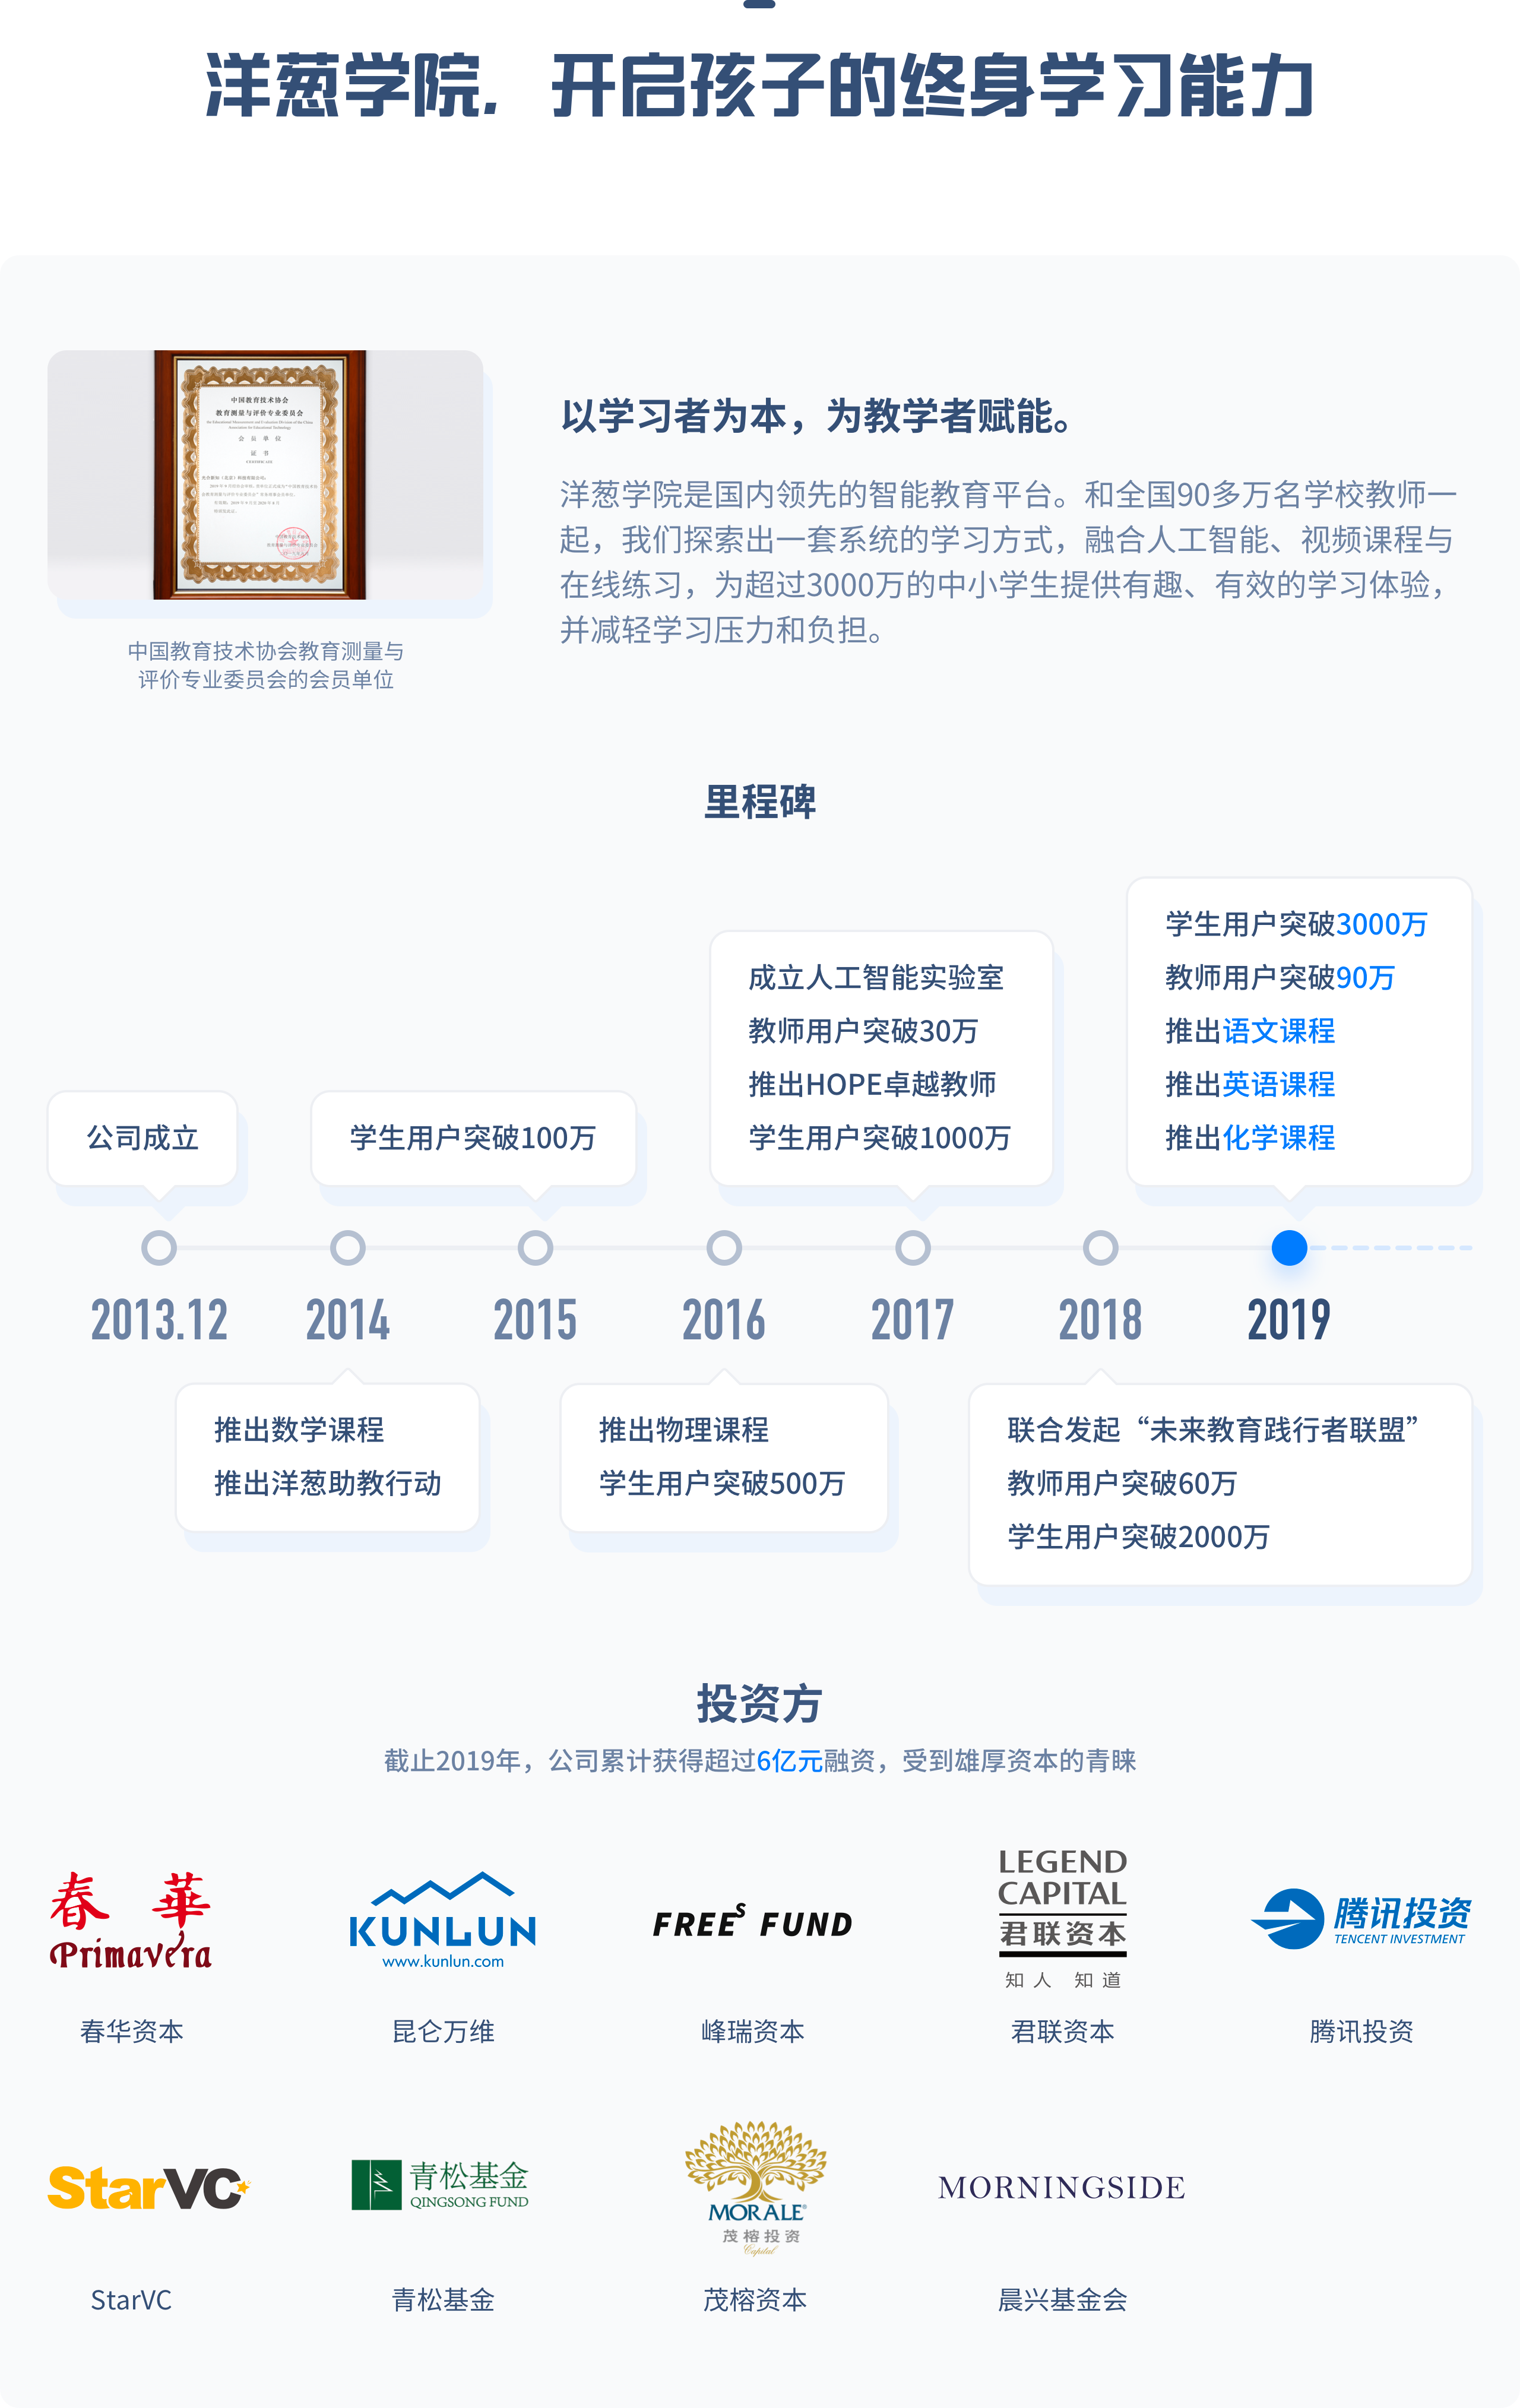 洋葱学院，开启孩子的终身学习能力
中国教育技术协会
教育测量与评价专业委员会
会 员 单 位
证 书
中国教育技术协会教育测量与
评价专业委员会的会员单位
以学习者为本，为教学者赋能。
洋葱学院是国内领先的智能教育平台。和全国90多万名学校教师一
起，我们探索出一套系统的学习方式，融合人工智能、视频课程与
在线练习，为超过3000万的中小学生提供有趣、有效的学习体验，
并减轻学习压力和负担。
里程碑
公司成立
学生用户突破100万
成立人工智能实验室
教师用户突破30万
推出HOPE卓越教师
学生用户突破1000万
学生用户突破3000万
教师用户突破90万
推出语文课程
推出英语课程
推出化学课程
2013.12
2014
2015
2016
2017
2018
2019
推出数学课程
推出洋葱助教行动
推出物理课程
学生用户突破500万
联合发起“未来教育践行者联盟”
教师用户突破60万
学生用户突破2000万
投资方
截止2019年，公司累计获得超过6亿元融资，受到雄厚资本的青睐
春 華
Primavera
春华资本
KUNLUN
www.kunlun.com
昆仑万维
FREES FUND
峰瑞资本
LEGEND
CAPITAL
君联资本
知人 知道
君联资本
腾讯投资
TENCENT INVESTMENT
腾讯投资
StarVC
StarVC
青松基金
QINGSONG FUND
青松基金
MORALE®
茂榕投资
Capital
茂榕资本
MORNINGSIDE
晨兴基金会